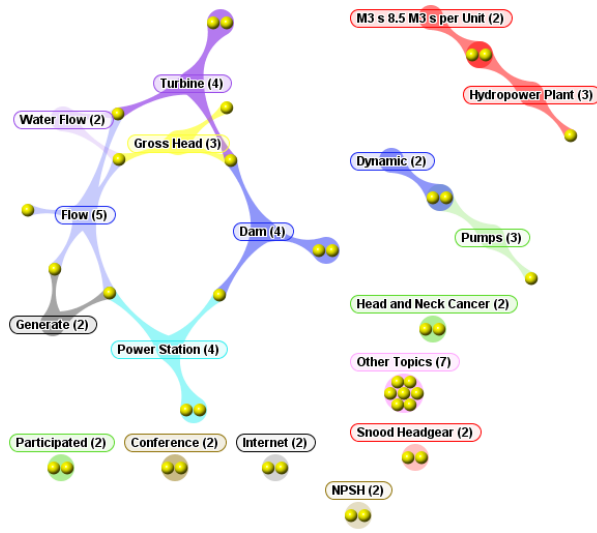 M3 s 8.5 M3 s per Unit (2)
Turbine (4)
Hydropower Plant (3)
Water Flow (2)
Gross Head (3)
Dynamic (2)
Flow (5)
Dam (4)
Pumps (3)
Head and Neck Cancer (2)
Generate (2)
Power Station (4)
Other Topics (7)
Participated (2)
Conference (2)
Internet (2)
Snood Headgear (2)
NPSH (2)